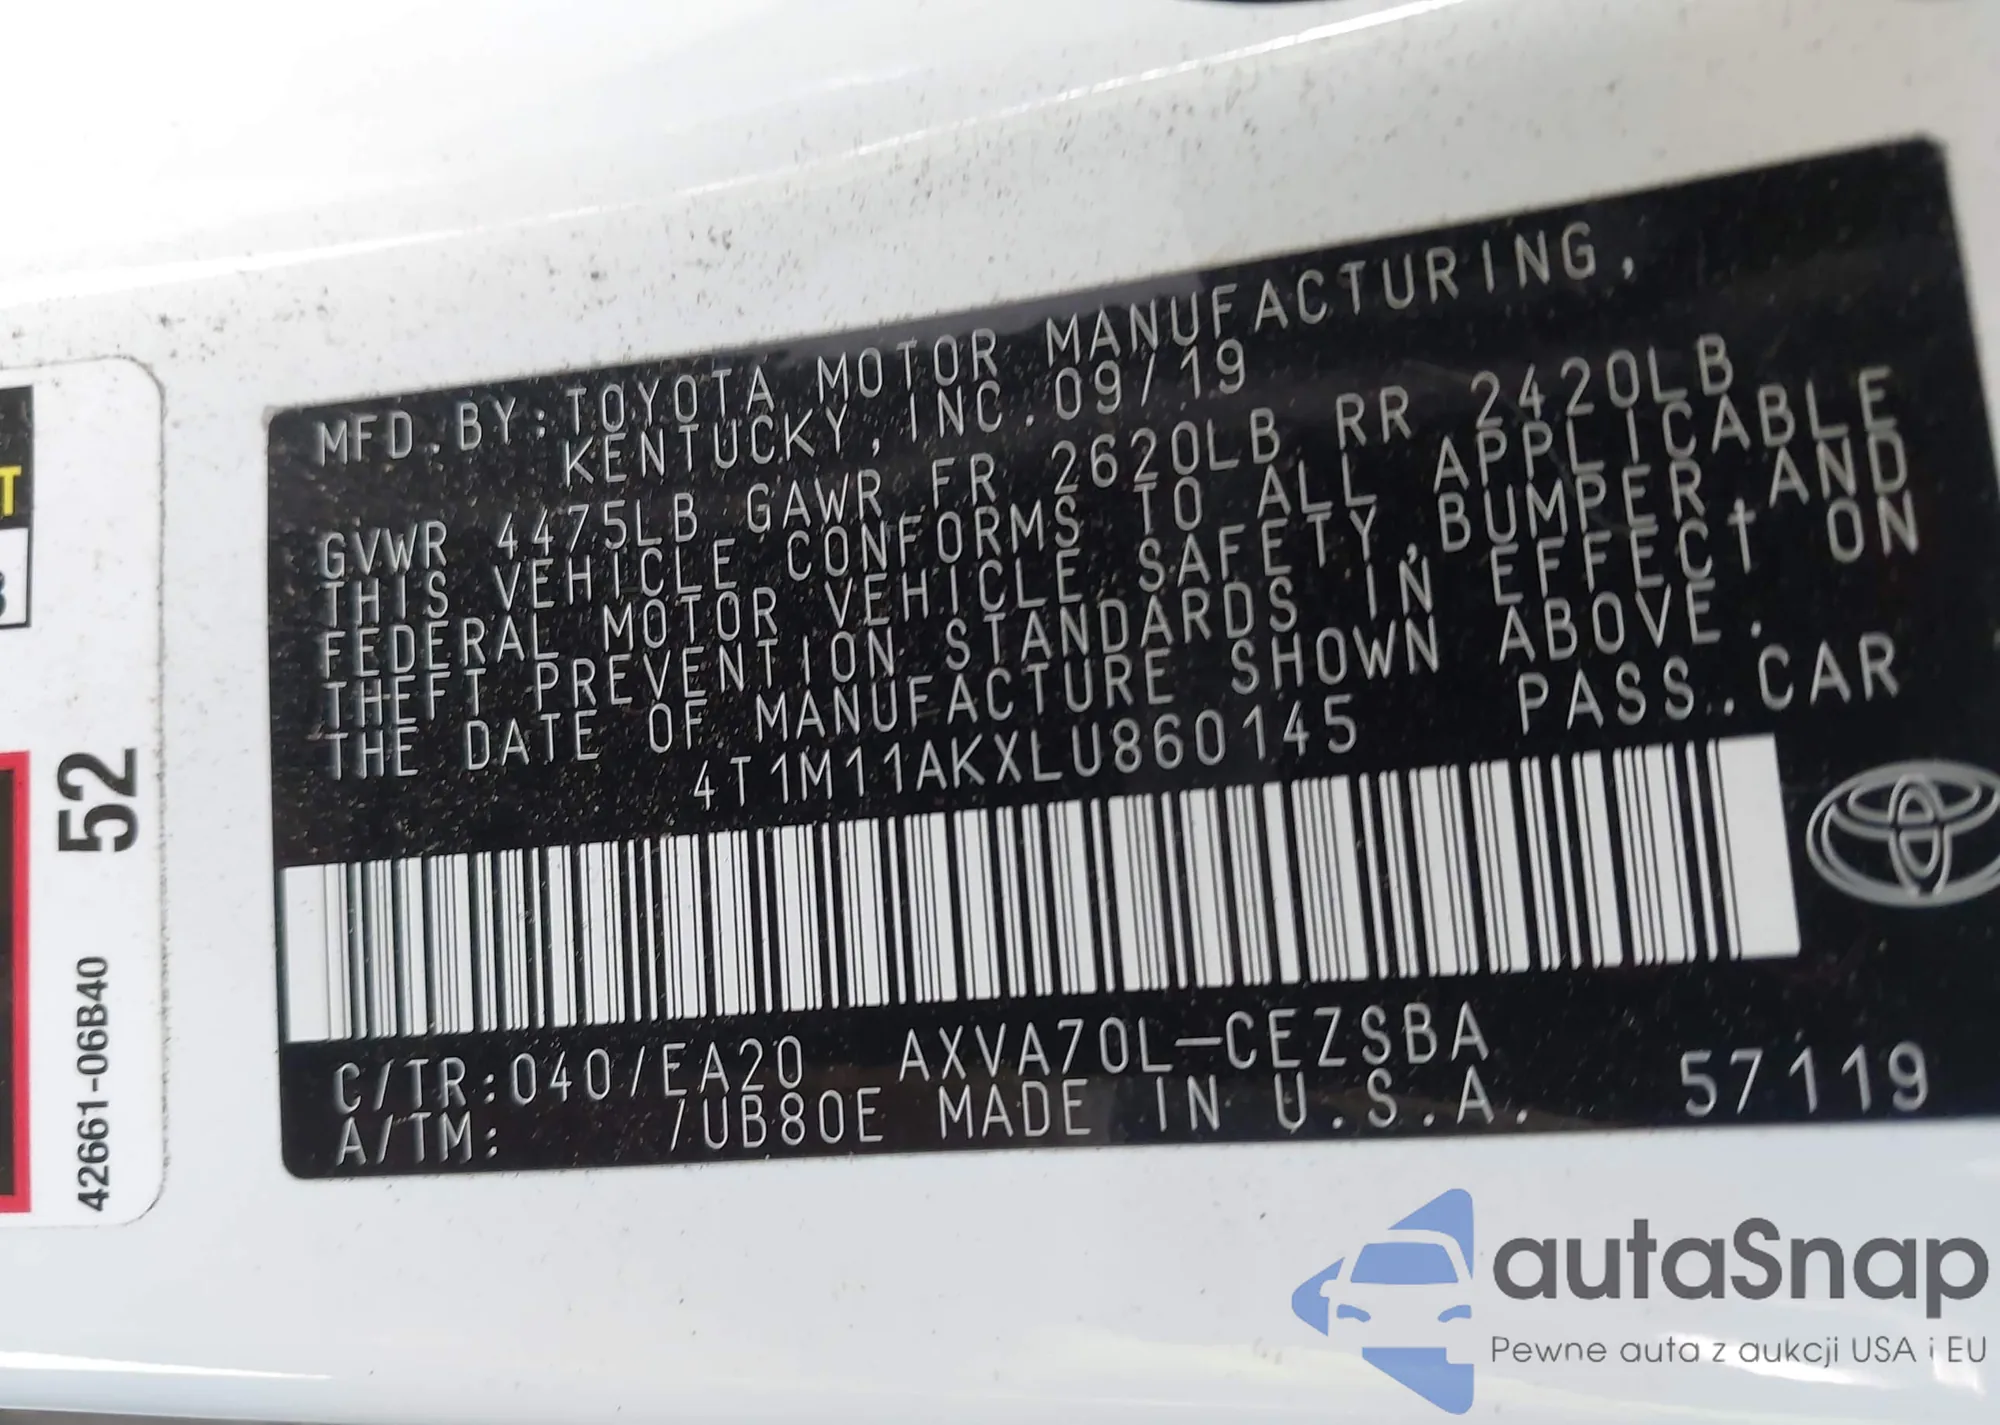 MFD.BY:TOYOTA MOTOR MANUFACTURING,
KENTUCKY, INC.09/19
GVWR 4475LB GAWR FR 2620LB RR 2420LB
THIS VEHICLE CONFORMS TO ALL APPLICABLE
FEDERAL MOTOR VEHICLE SAFETY,BUMPER,AND
THEFT PREVENTION STANDARDS IN EFFECT ON
THE DATE OF MANUFACTURE SHOWN ABOVE.
4T1M11AKXLU860145 PASS.CAR
C/TR:040/EA20 AXVA70L-CEZSBA
A/TM: /UB80E MADE IN U.S.A. 57119
T
52
42661-06B40
autaSnap
Pewne auta z aukcji USA i EU